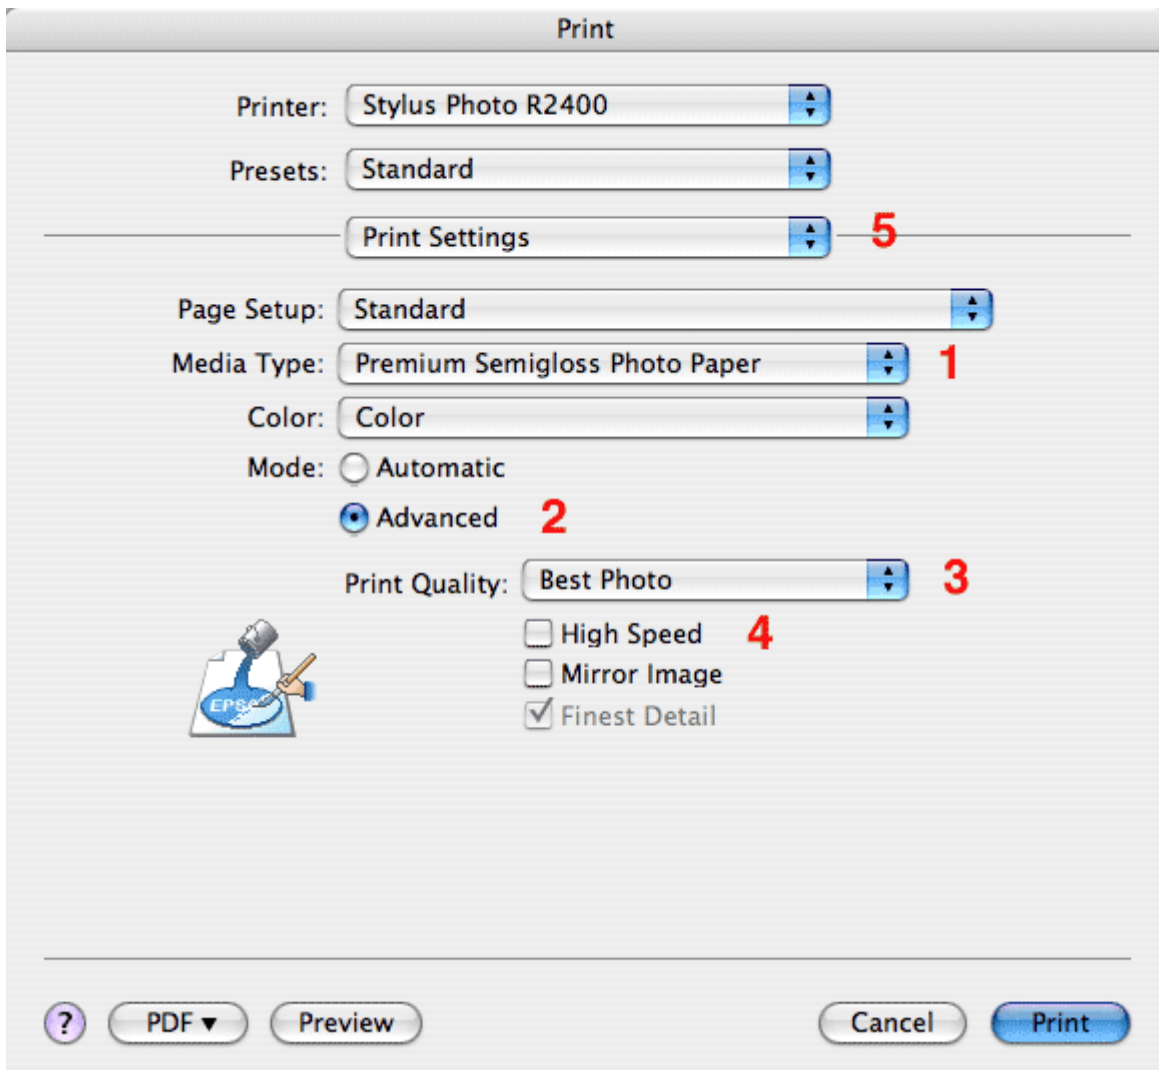 Print
Printer: Stylus Photo R2400
Presets: Standard
Print Settings 5
Page Setup: Standard
Media Type: Premium Semigloss Photo Paper 1
Color: Color
Mode: Automatic
Advanced 2
Print Quality: Best Photo 3
High Speed 4
Mirror Image
EPSO
Finest Detail
? PDF ▼ Preview Cancel Print